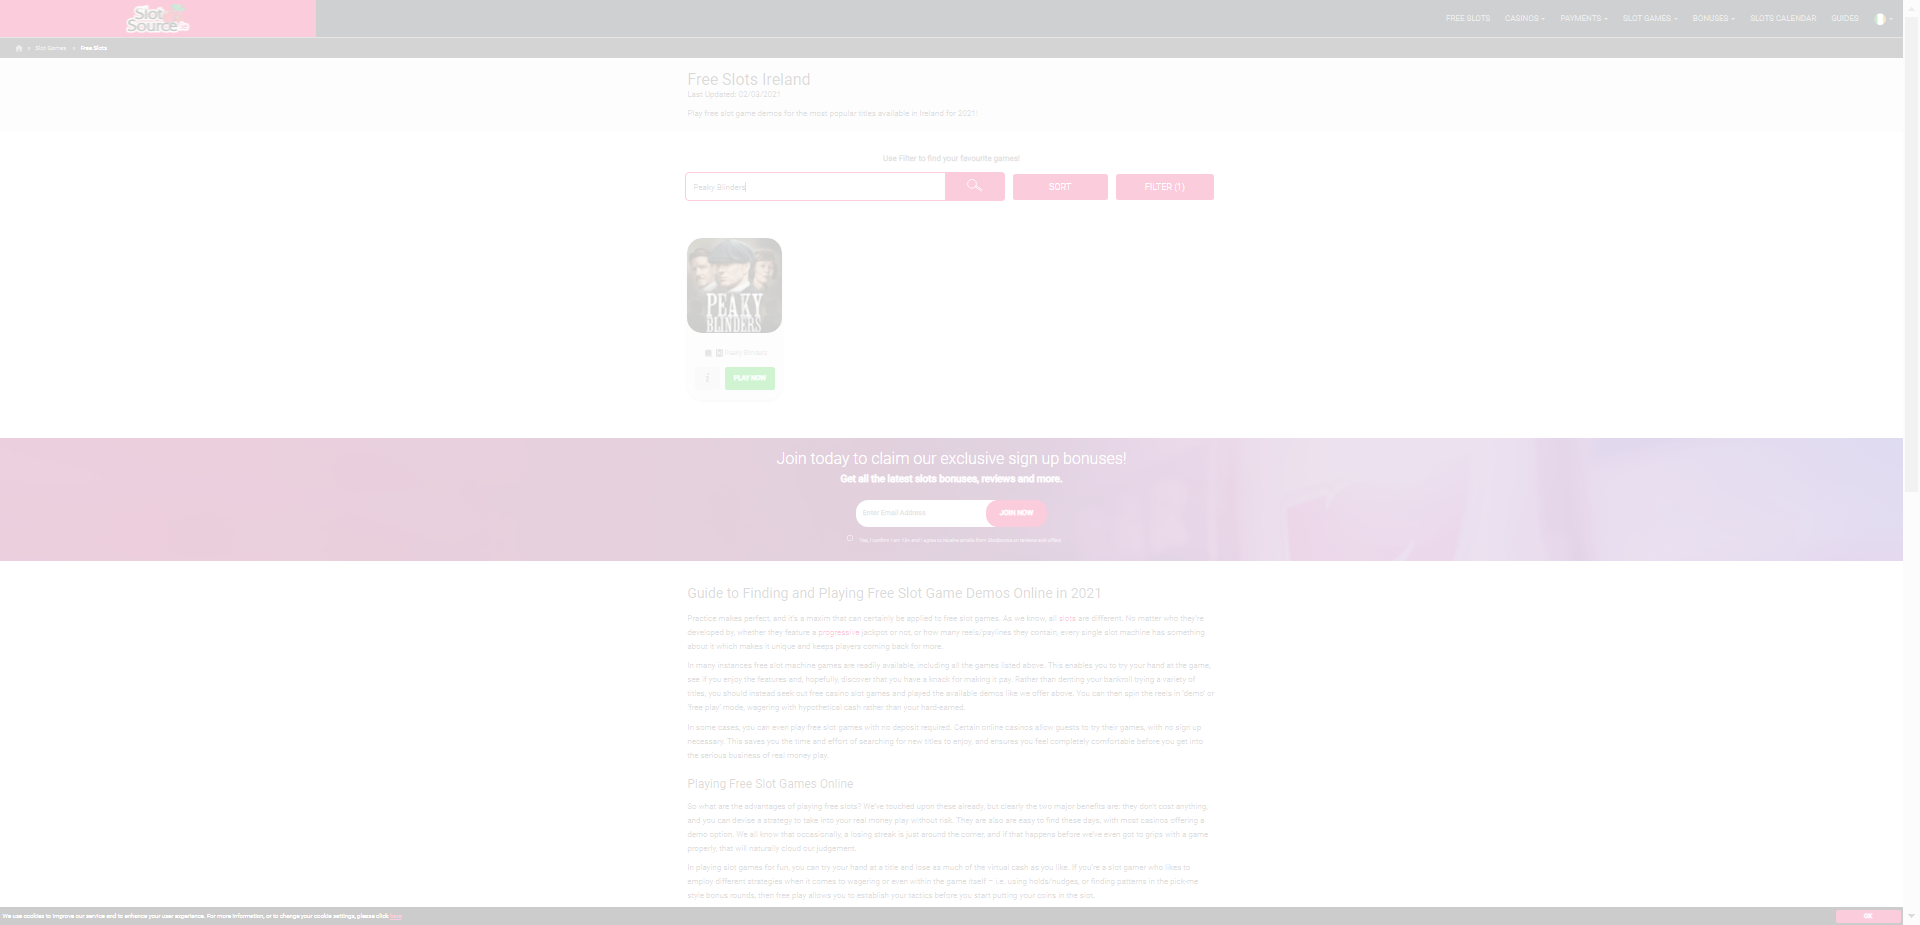 Slot
Source
FREE SLOTS
CASINOS
PAYMENTS
SLOT GAMES
BONUSES
SLOTS CALENDAR
GUIDES
Slot Games
Free Slots
Free Slots Ireland
Last Updated: 02/03/2021
Play free slot game demos for the most popular titles available in Ireland for 2021!
Use Filter to find your favourite games!
Peaky Blinders
SORT
FILTER (1)
PEAKY
BLINDERS
Peaky Blinders
i
PLAY NOW
Join today to claim our exclusive sign up bonuses!
Get all the latest slots bonuses, reviews and more.
Enter Email Address
JOIN NOW
Guide to Finding and Playing Free Slot Game Demos Online in 2021
Practice makes perfect, and it's a maxim that can certainly be applied to free slot games. As we know, all slots are different. No matter who they're
developed by, whether they feature a progressive jackpot or not, or how many reels/paylines they contain, every single slot machine has something
about it which makes it unique and keeps players coming back for more.
In many instances free slot machine games are readily available, including all the games listed above. This enables you to try your hand at the game,
see if you enjoy the features and, hopefully, discover that you have a knack for making it pay. Rather than denting your bankroll trying a variety of
titles, you should instead seek out free casino slot games and played the available demos like we offer above. You can then spin the reels in 'demo' or
'free play' mode, wagering with hypothetical cash rather than your hard-earned.
In some cases, you can even play free slot games with no deposit required. Certain online casinos allow guests to try their games, with no sign up
necessary. This saves you the time and effort of searching for new titles to enjoy, and ensures you feel completely comfortable before you get into
the serious business of real money play.
Playing Free Slot Games Online
So what are the advantages of playing free slots? We've touched upon these already, but clearly the two major benefits are: they don't cost anything,
and you can devise a strategy to take into your real money play without risk. They are also are easy to find these days, with most casinos offering a
demo option. We all know that occasionally, a losing streak is just around the corner, and if that happens before we've even got to grips with a game
properly, that will naturally cloud our judgement.
In playing slot games for fun, you can try your hand at a title and lose as much of the virtual cash as you like. If you're a slot gamer who likes to
employ different strategies when it comes to wagering or even within the game itself – i.e. using holds/nudges, or finding patterns in the pick-me
style bonus rounds, then free play allows you to establish your tactics before you start putting your coins in the slot.
We use cookies to improve our service and to enhance your user experience. For more information, or to change your cookie settings, please click here
OK